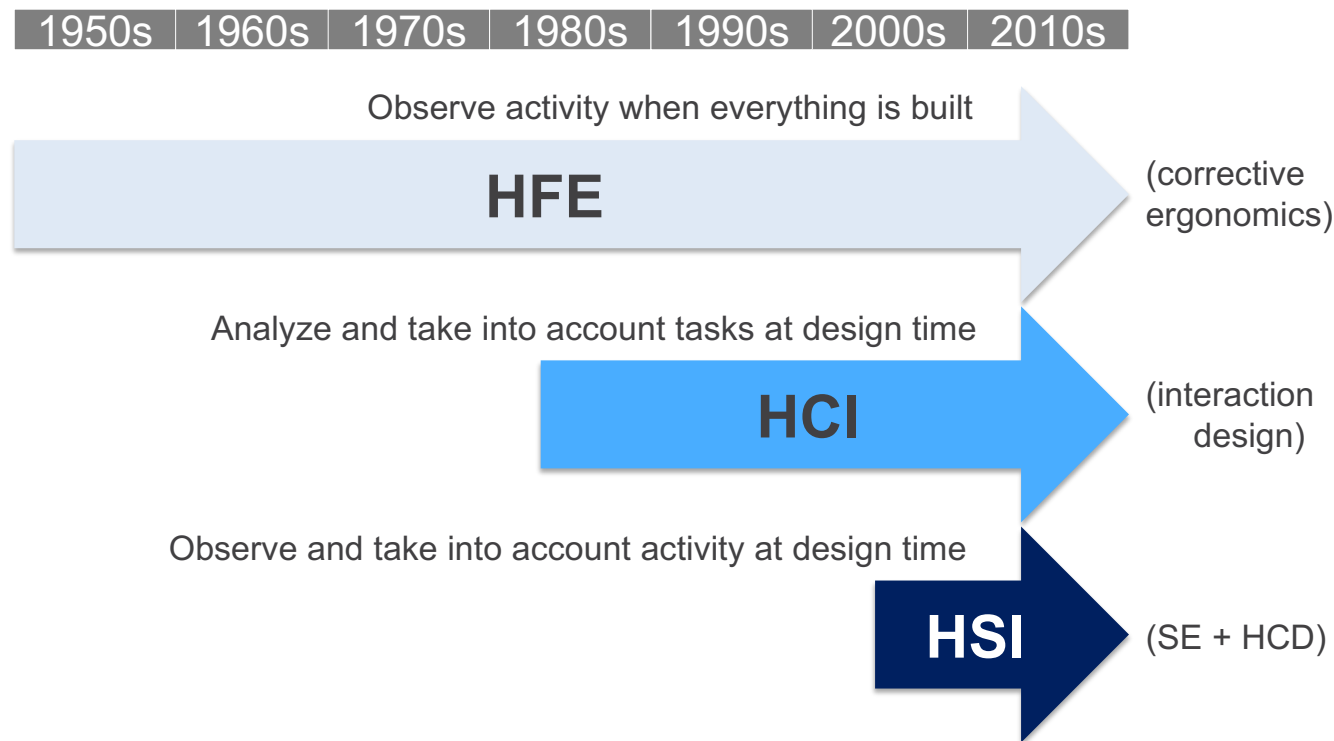 1950s 1960s 1970s 1980s 1990s 2000s 2010s
Observe activity when everything is built
HFE
(corrective
ergonomics)
Analyze and take into account tasks at design time
HCI
(interaction
design)
Observe and take into account activity at design time
HSI
(SE + HCD)